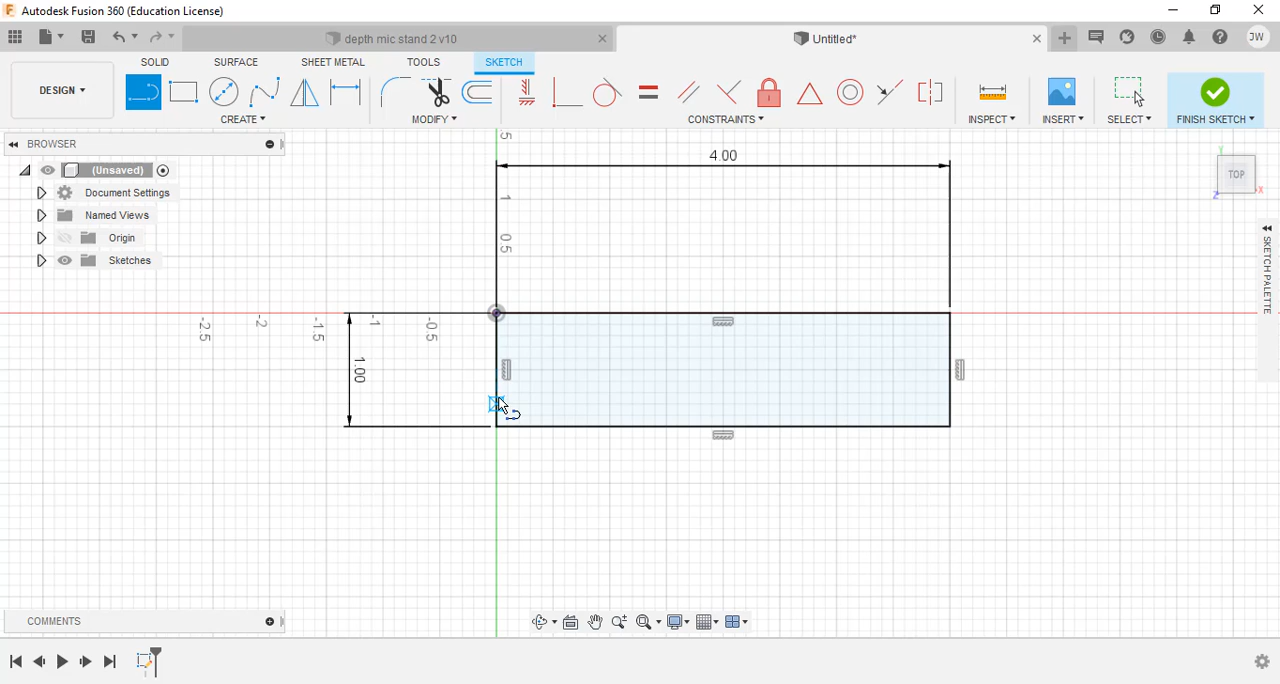 Autodesk Fusion 360 (Education License)
depth mic stand 2 v10
Untitled*
JW
DESIGN
SOLID
SURFACE
SHEET METAL
TOOLS
SKETCH
CREATE
MODIFY
CONSTRAINTS
INSPECT
INSERT
SELECT
FINISH SKETCH
BROWSER
(Unsaved)
Document Settings
Named Views
Origin
Sketches
4.00
.5
1
0.5
TOP
Y
X
Z
SKETCH PALETTE
-2.5
-2
-1.5
-1
-0.5
1.00
COMMENTS